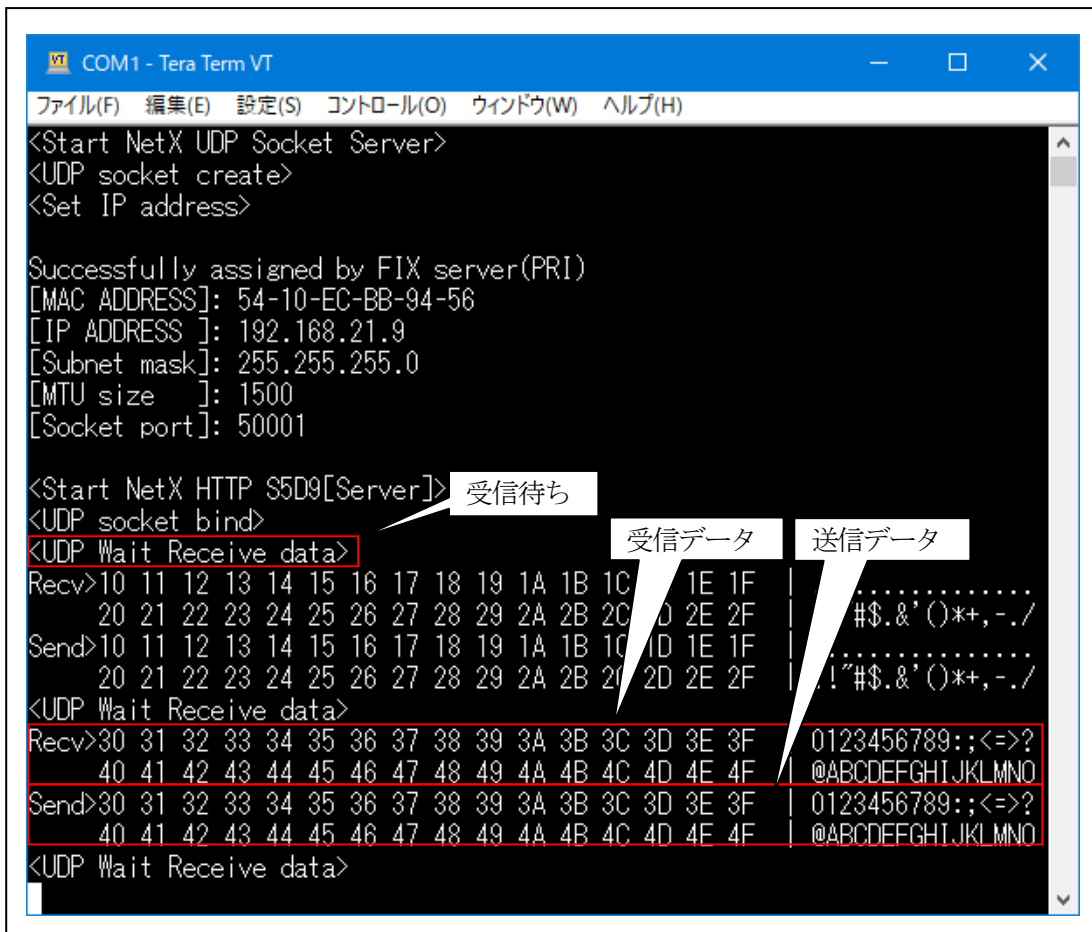 COM1 - Tera Term VT
ファイル(F) 編集(E) 設定(S) コントロール(O) ウィンドウ(W) ヘルプ(H)
<Start NetX UDP Socket Server>
<UDP socket create>
<Set IP address>
Successfully assigned by FIX server(PRI)
[MAC ADDRESS]: 54-10-EC-BB-94-56
[IP ADDRESS ]: 192.168.21.9
[Subnet mask]: 255.255.255.0
[MTU size   ]: 1500
[Socket port]: 50001
<Start NetX HTTP S5D9[Server]>
受信待ち
<UDP socket bind>
受信データ 送信データ
<UDP Wait Receive data>
Recv>10 11 12 13 14 15 16 17 18 19 1A 1B 1C 1E 1F | ..............
20 21 22 23 24 25 26 27 28 29 2A 2B 2C 2D 2E 2F | #$.&'()*+,-./
Send>10 11 12 13 14 15 16 17 18 19 1A 1B 1C 1D 1E 1F | ...............
20 21 22 23 24 25 26 27 28 29 2A 2B 2C 2D 2E 2F | .!"#$.&'()*+,-./
<UDP Wait Receive data>
Recv>30 31 32 33 34 35 36 37 38 39 3A 3B 3C 3D 3E 3F | 0123456789:;<=>?
40 41 42 43 44 45 46 47 48 49 4A 4B 4C 4D 4E 4F | @ABCDEFGHIJKLMNO
Send>30 31 32 33 34 35 36 37 38 39 3A 3B 3C 3D 3E 3F | 0123456789:;<=>?
40 41 42 43 44 45 46 47 48 49 4A 4B 4C 4D 4E 4F | @ABCDEFGHIJKLMNO
<UDP Wait Receive data>